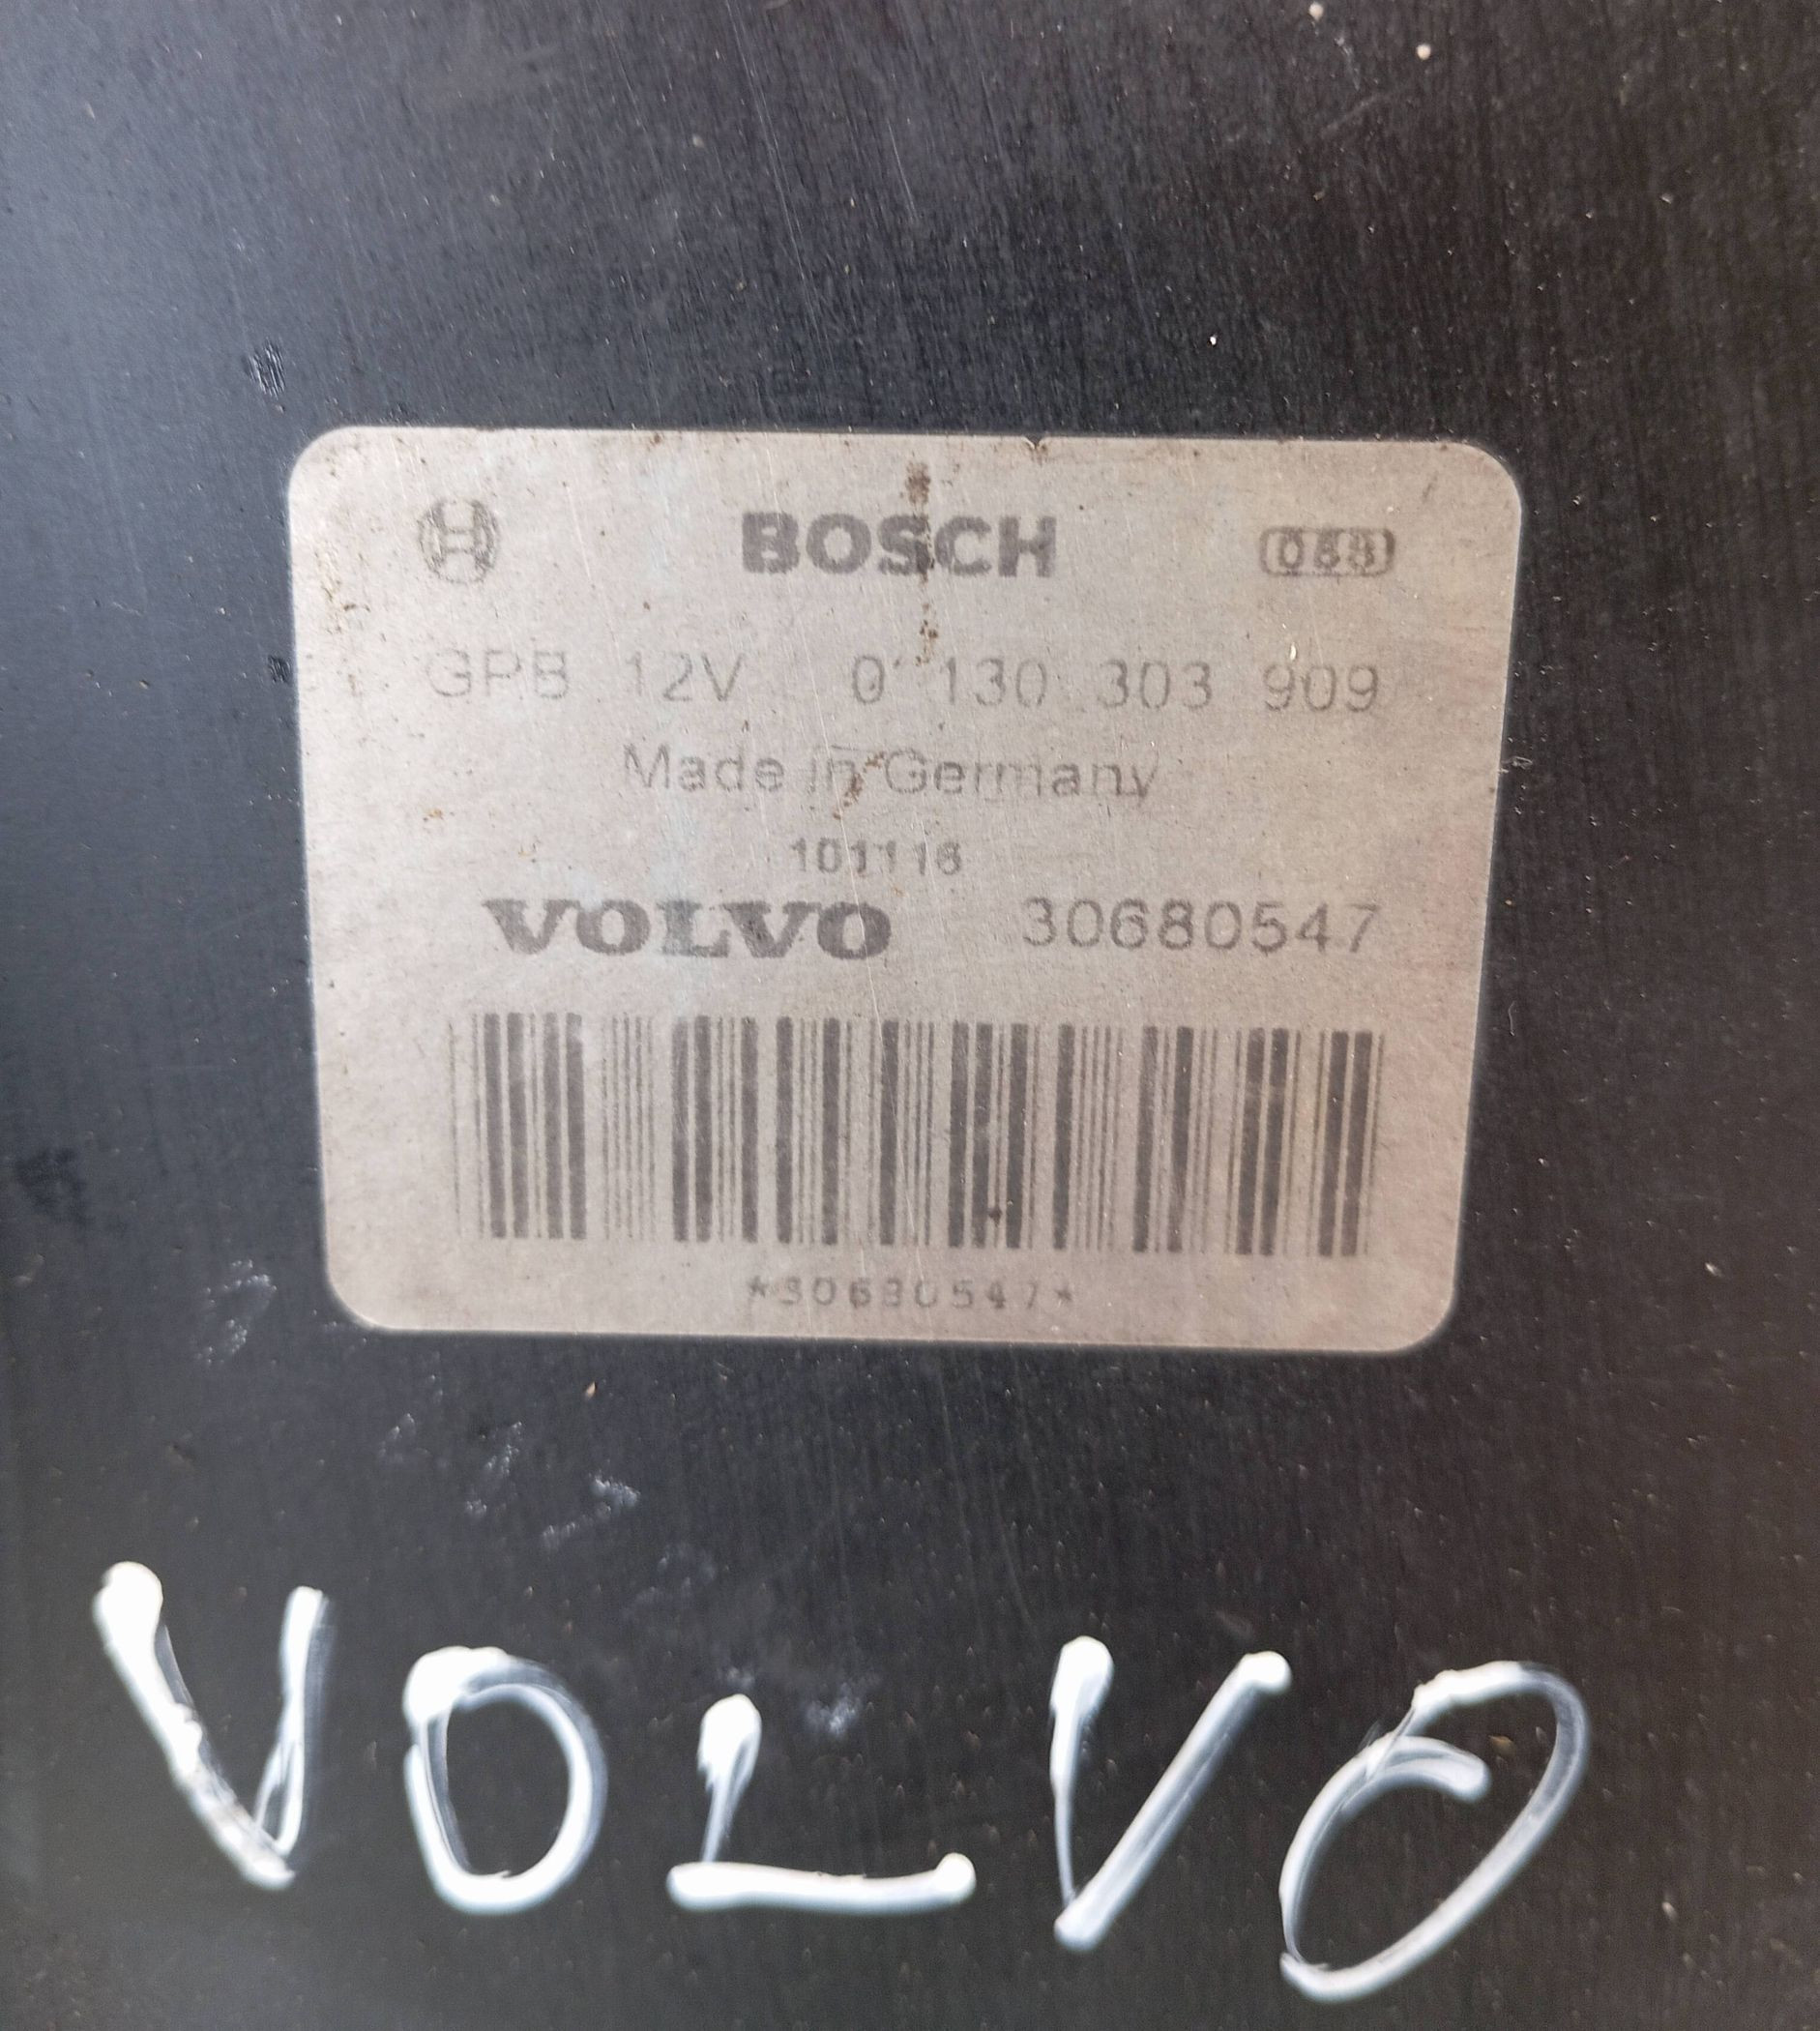 BOSCH
GPB 12V 0 130 303 909
Made in Germany
101116
VOLVO 30680547
*30680547*
VOLVO